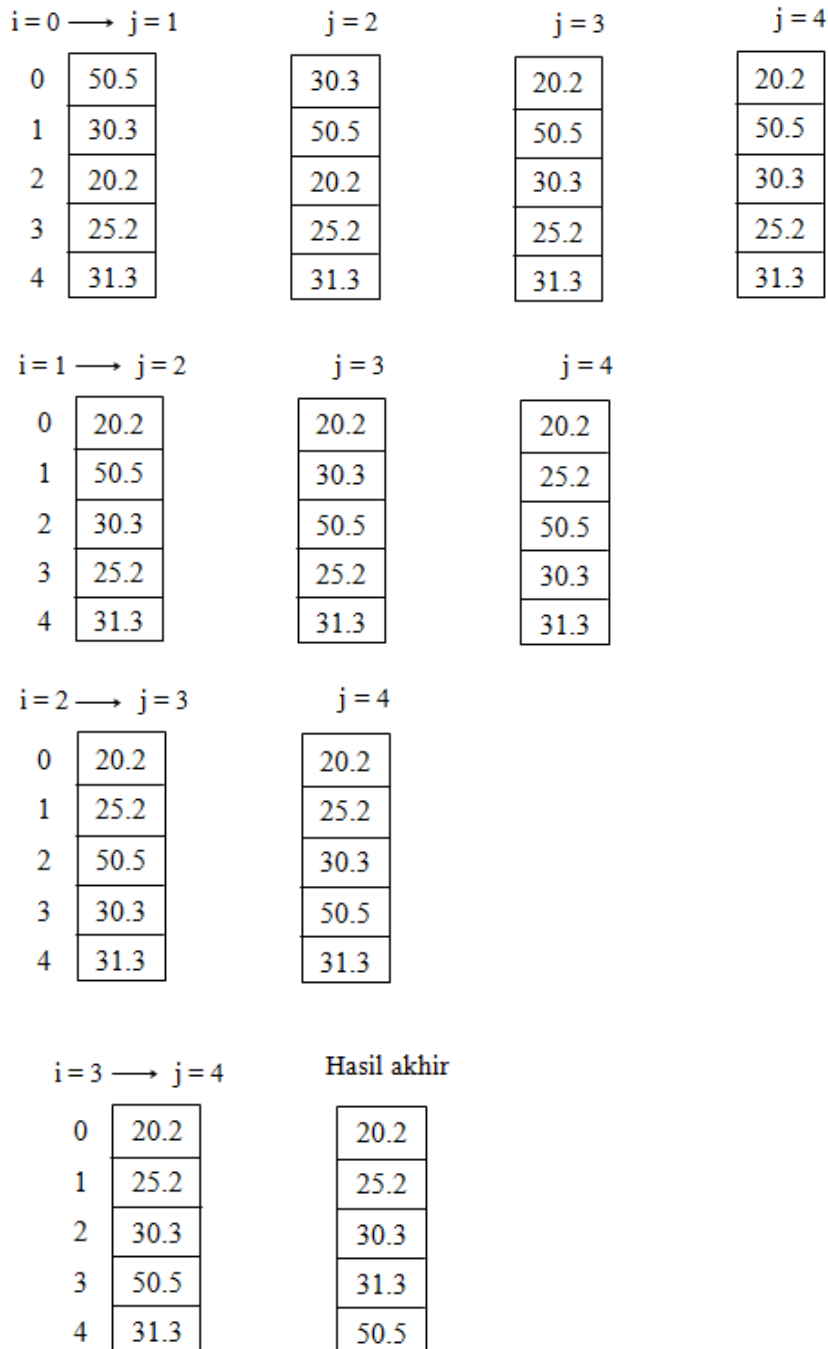 i = 0 ⟶ j = 1 j = 2 j = 3 j = 4
0 50.5 30.3 20.2 20.2
1 30.3 50.5 50.5 50.5
2 20.2 20.2 30.3 30.3
3 25.2 25.2 25.2 25.2
4 31.3 31.3 31.3 31.3
i = 1 ⟶ j = 2 j = 3 j = 4
0 20.2 20.2 20.2
1 50.5 30.3 25.2
2 30.3 50.5 50.5
3 25.2 25.2 30.3
4 31.3 31.3 31.3
i = 2 ⟶ j = 3 j = 4
0 20.2 20.2
1 25.2 25.2
2 50.5 30.3
3 30.3 50.5
4 31.3 31.3
i = 3 ⟶ j = 4 Hasil akhir
0 20.2 20.2
1 25.2 25.2
2 30.3 30.3
3 50.5 31.3
4 31.3 50.5